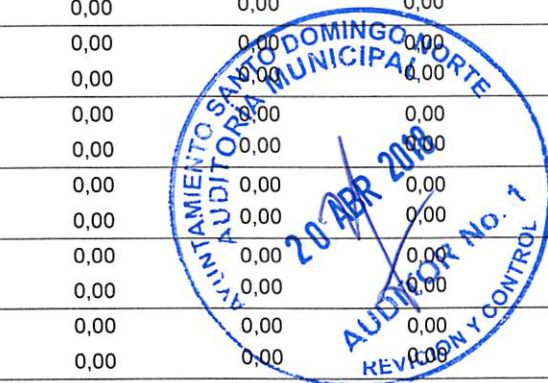 0,00 0,00 0,00
0,00 0,00 0,00
0,00 0,00 0,00
0,00 0,00 0,00
0,00 0,00 0,00
0,00 0,00 0,00
0,00 0,00 0,00
0,00 0,00 0,00
0,00 0,00 0,00
0,00 0,00 0,00
0,00 0,00 0,00
AYUNTAMIENTO SANTO DOMINGO NORTE
AUDITORIA MUNICIPAL
20 ABR 2018
AUDITOR No. 1
REVICION Y CONTROL